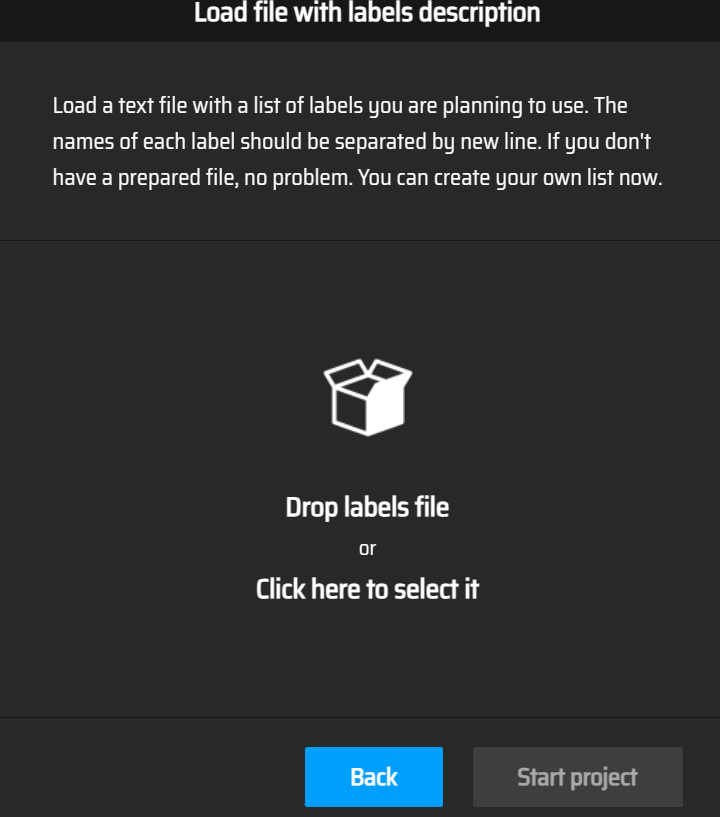 Load file with labels description
Load a text file with a list of labels you are planning to use. The
names of each label should be separated by new line. If you don't
have a prepared file, no problem. You can create your own list now.
Drop labels file
or
Click here to select it
Back
Start project